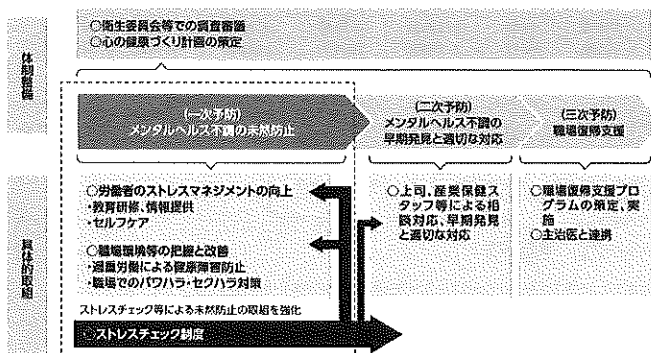 体制整備
○衛生委員会等での調査審議
○心の健康づくり計画の策定
(一次予防)
メンタルヘルス不調の未然防止
(二次予防)
メンタルヘルス不調の
早期発見と適切な対応
(三次予防)
職場復帰支援
具体的取組
○労働者のストレスマネジメントの向上
・教育研修、情報提供
・セルフケア
○職場環境等の把握と改善
・過重労働による健康障害防止
・職場でのパワハラ・セクハラ対策
ストレスチェック等による未然防止の取組を強化
○ストレスチェック制度
○上司、産業保健ス
タッフ等による相
談対応、早期発見
と適切な対応
○職場復帰支援プロ
グラムの策定、実
施
○主治医と連携